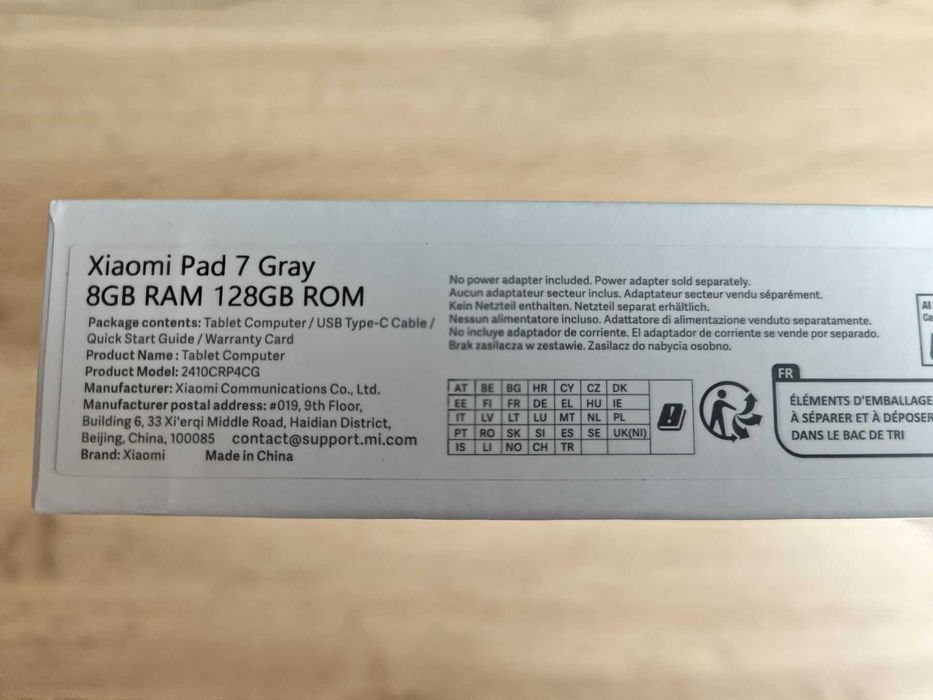 Xiaomi Pad 7 Gray
8GB RAM 128GB ROM
Package contents: Tablet Computer / USB Type-C Cable /
Quick Start Guide / Warranty Card
Product Name : Tablet Computer
Product Model: 2410CRP4CG
Manufacturer: Xiaomi Communications Co., Ltd.
Manufacturer postal address: #019, 9th Floor,
Building 6, 33 Xi'erqi Middle Road, Haidian District,
Beijing, China, 100085 contact@support.mi.com
Brand: Xiaomi Made in China
No power adapter included. Power adapter sold separately.
Aucun adaptateur secteur inclus. Adaptateur secteur vendu séparément.
Kein Netzteil enthalten. Netzteil separat erhältlich.
Nessun alimentatore incluso. Adattatore di alimentazione venduto separatamente.
No incluye adaptador de corriente. El adaptador de corriente se vende por separado.
Brak zasilacza w zestawie. Zasilacz do nabycia osobno.
AT BE BG HR CY CZ DK
EE FI FR DE EL HU IE
IT LV LT LU MT NL PL
PT RO SK SI ES SE UK(NI)
IS LI NO CH TR
FR
ÉLÉMENTS D'EMBALLAGE
À SÉPARER ET À DÉPOSER
DANS LE BAC DE TRI